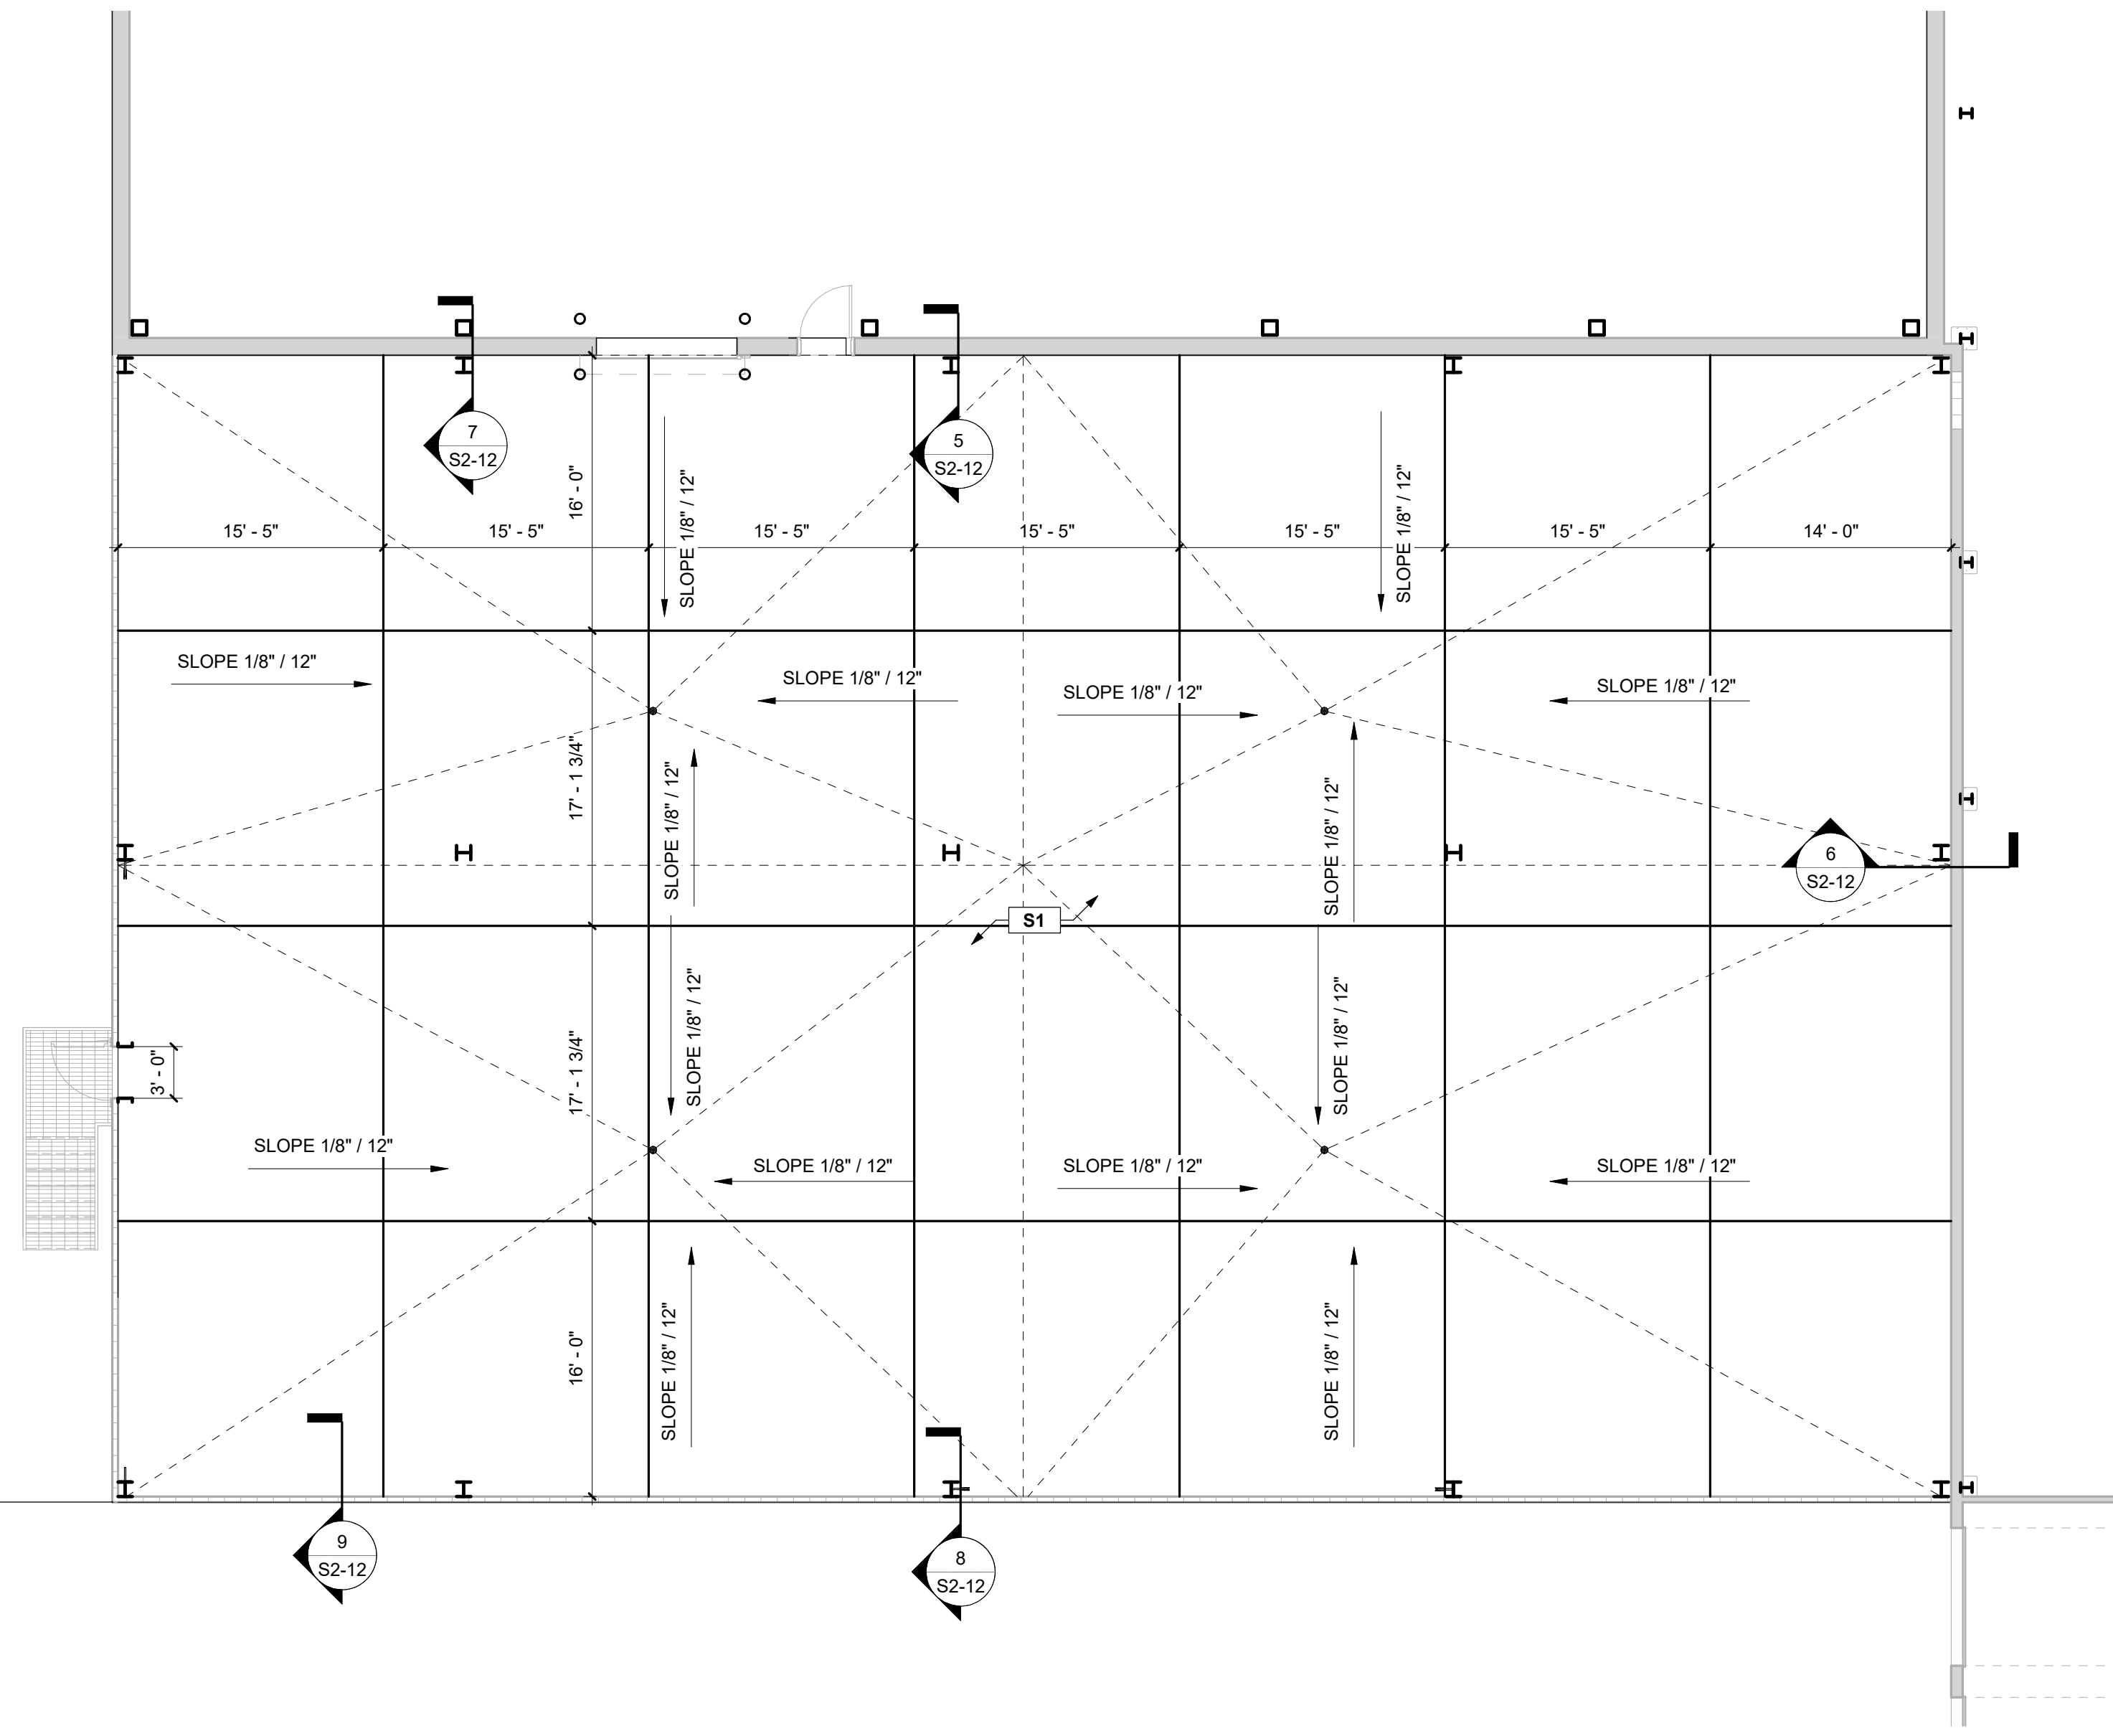 7
S2-12
5
S2-12
16' - 0"
SLOPE 1/8" / 12"
SLOPE 1/8" / 12"
15' - 5"
15' - 5"
15' - 5"
15' - 5"
15' - 5"
15' - 5"
14' - 0"
SLOPE 1/8" / 12"
SLOPE 1/8" / 12"
SLOPE 1/8" / 12"
SLOPE 1/8" / 12"
17' - 1 3/4"
SLOPE 1/8" / 12"
SLOPE 1/8" / 12"
6
S2-12
S1
3' - 0"
17' - 1 3/4"
SLOPE 1/8" / 12"
SLOPE 1/8" / 12"
SLOPE 1/8" / 12"
SLOPE 1/8" / 12"
SLOPE 1/8" / 12"
SLOPE 1/8" / 12"
16' - 0"
SLOPE 1/8" / 12"
SLOPE 1/8" / 12"
9
S2-12
8
S2-12